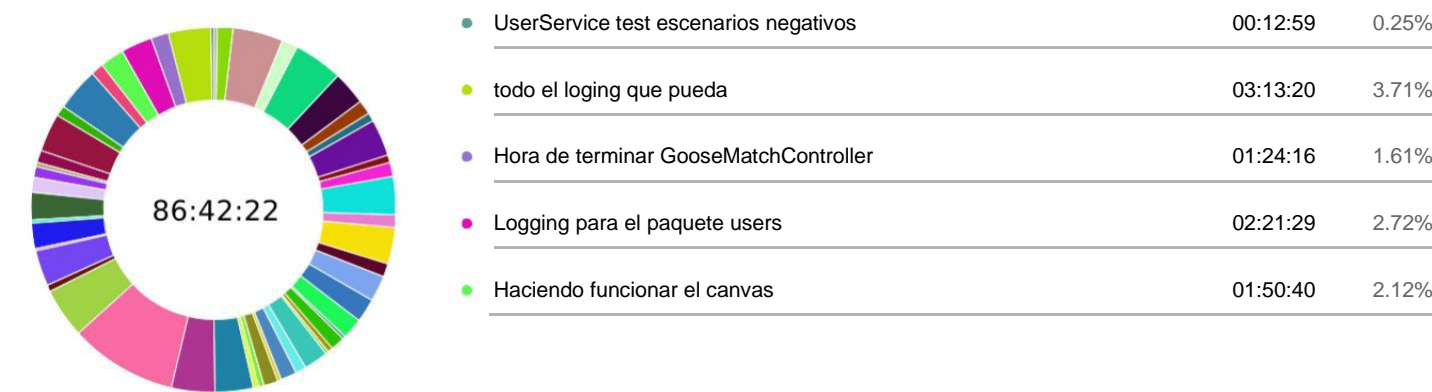 UserService test escenarios negativos 00:12:59 0.25%
todo el loging que pueda 03:13:20 3.71%
Hora de terminar GooseMatchController 01:24:16 1.61%
86:42:22
Logging para el paquete users 02:21:29 2.72%
Haciendo funcionar el canvas 01:50:40 2.12%